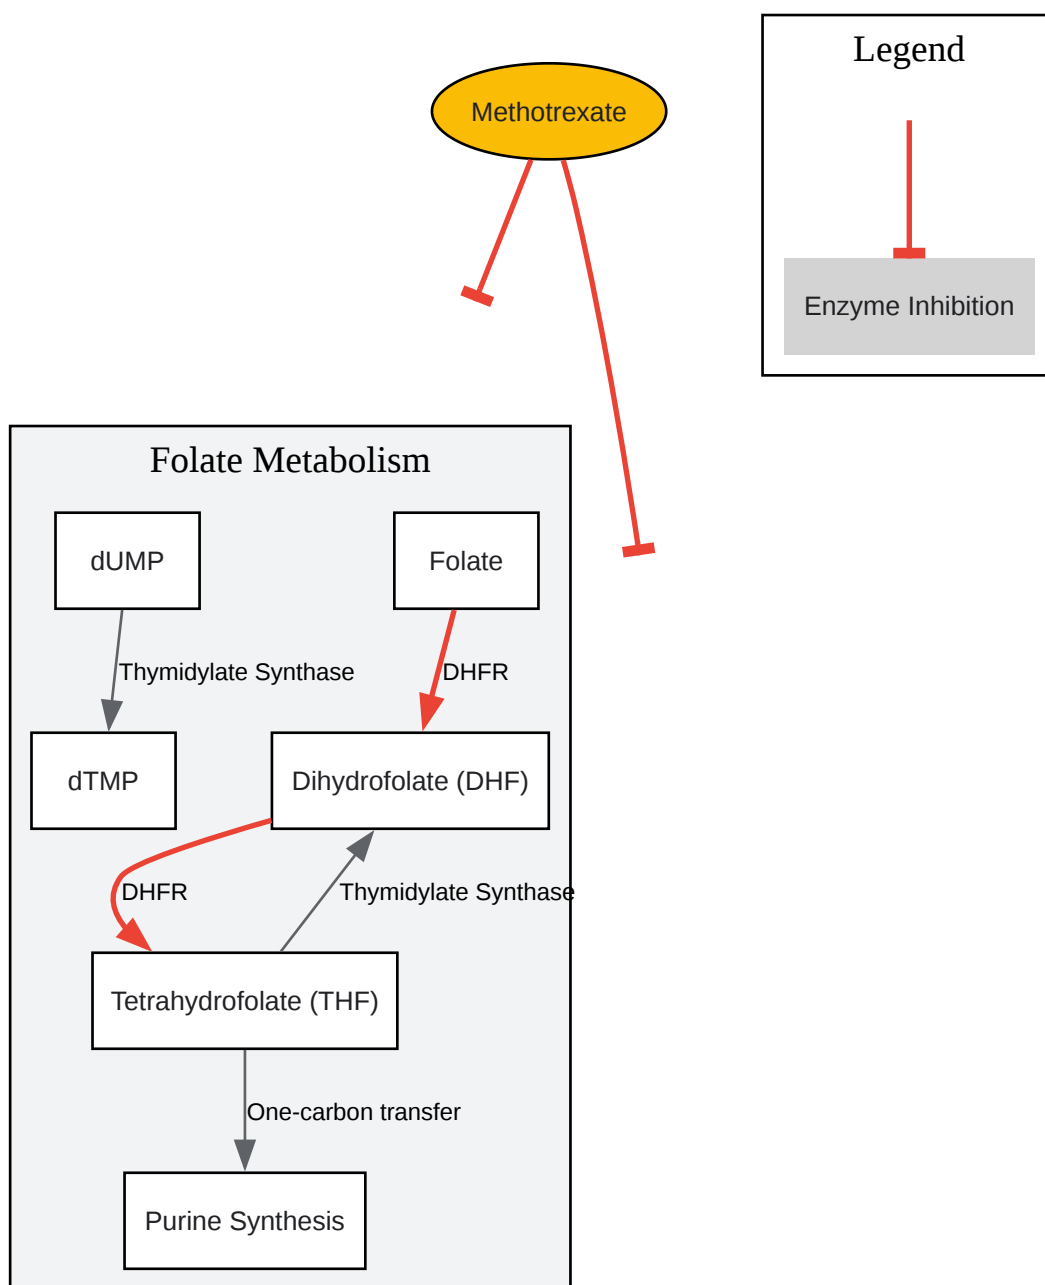 Legend
Methotrexate
Enzyme Inhibition
Folate Metabolism
dUMP
Folate
Thymidylate Synthase
DHFR
dTMP
Dihydrofolate (DHF)
DHFR
Thymidylate Synthase
Tetrahydrofolate (THF)
One-carbon transfer
Purine Synthesis